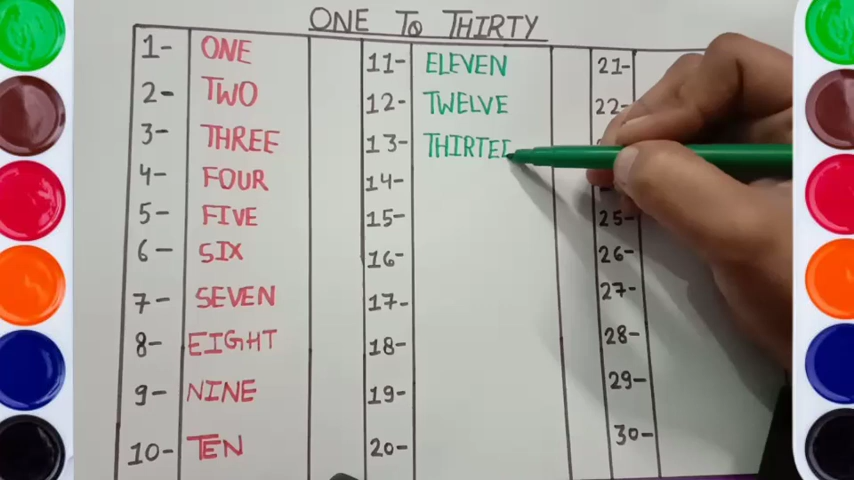 ONE TO THIRTY
1- ONE
2- TWO
3- THREE
4- FOUR
5- FIVE
6- SIX
7- SEVEN
8- EIGHT
9- NINE
10- TEN
11- ELEVEN
12- TWELVE
13- THIRTEE
14-
15-
16-
17-
18-
19-
20-
21-
22-
25-
26-
27-
28-
29-
30-